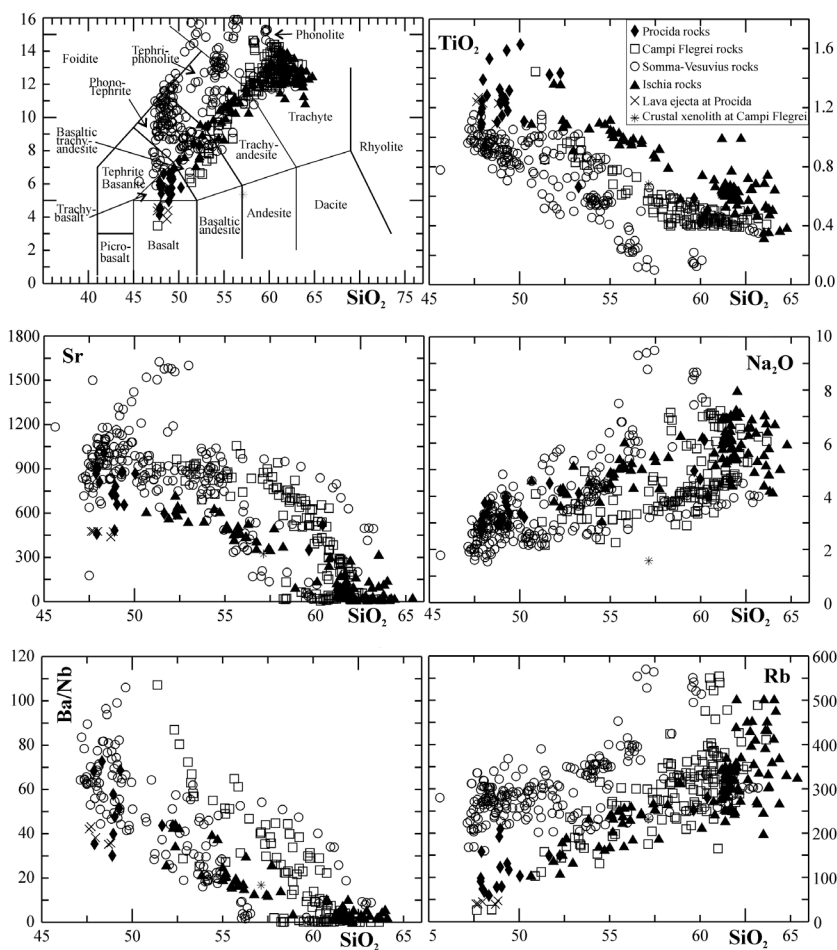 16
14
12
10
8
6
4
2
0
Foidite
Tephri-
phonolite
Phonolite
Phono-
Tephrite
Basaltic
trachy-
andesite
Tephrite
Basanite
Trachy-
basalt
Picro-
basalt
Basalt
Basaltic
andesite
Trachy-
andesite
Andesite
Trachyte
Dacite
Rhyolite
40 45 50 55 60 65 70 75
SiO₂
TiO₂
Procida rocks
Campi Flegrei rocks
Somma-Vesuvius rocks
Ischia rocks
Lava ejecta at Procida
Crustal xenolith at Campi Flegrei
1.6
1.2
0.8
0.4
0.0
45 50 55 60 65
SiO₂
Sr
1800
1500
1200
900
600
300
0
45 50 55 60 65
SiO₂
Na₂O
10
8
6
4
2
0
45 50 55 60 65
SiO₂
Ba/Nb
120
100
80
60
40
20
0
45 50 55 60 65
SiO₂
Rb
600
500
400
300
200
100
0
5 50 55 60 65
SiO₂